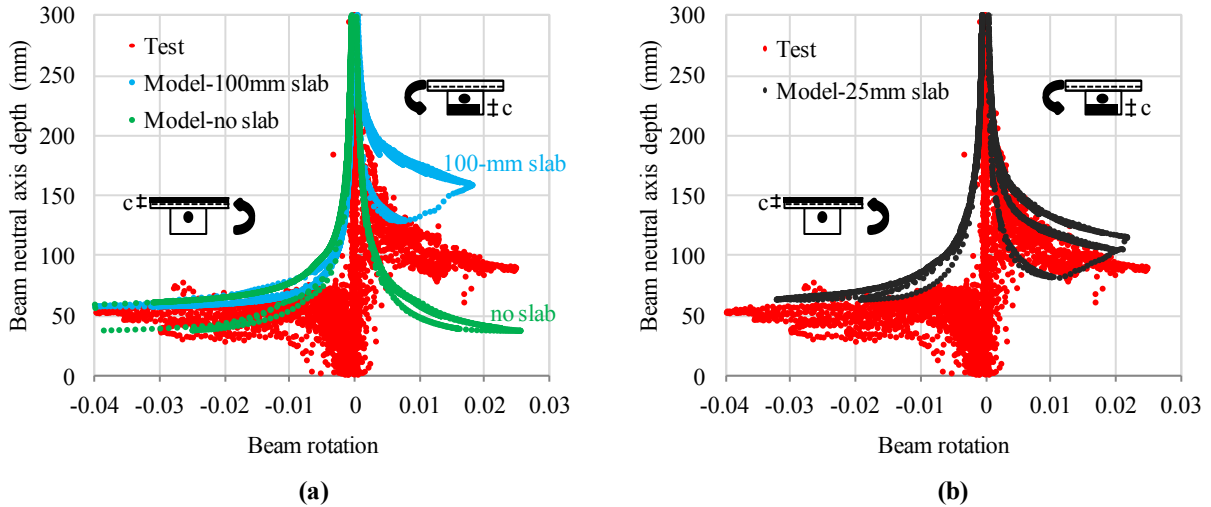 Beam neutral axis depth (mm)
300
250
200
150
100
50
0
Test
Model-100mm slab
Model-no slab
c
100-mm slab
c
no slab
-0.04 -0.03 -0.02 -0.01 0 0.01 0.02 0.03
Beam rotation
(a)
Beam neutral axis depth (mm)
300
250
200
150
100
50
0
Test
Model-25mm slab
c
c
-0.04 -0.03 -0.02 -0.01 0 0.01 0.02 0.03
Beam rotation
(b)